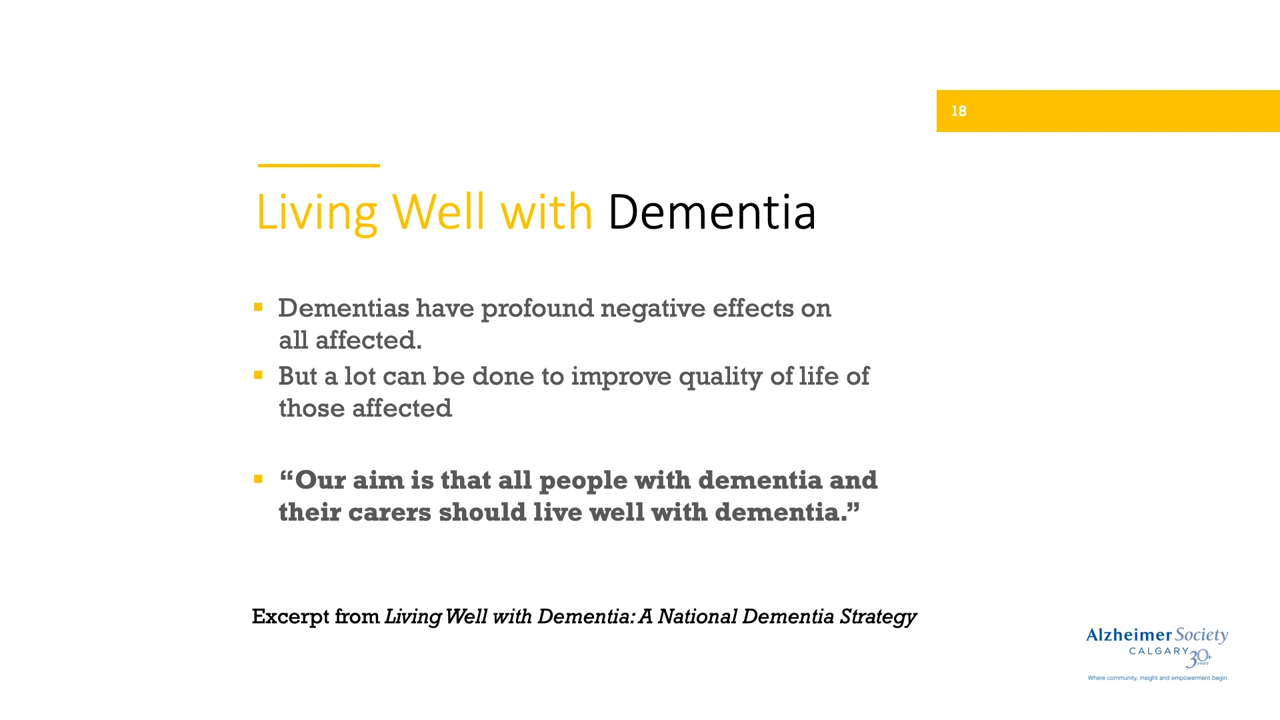 18
Living Well with Dementia
▪ Dementias have profound negative effects on
all affected.
▪ But a lot can be done to improve quality of life of
those affected
▪ “Our aim is that all people with dementia and
their carers should live well with dementia.”
Excerpt from Living Well with Dementia: A National Dementia Strategy
Alzheimer Society
CALGARY 30+
years
Where community, insight and empowerment begin.